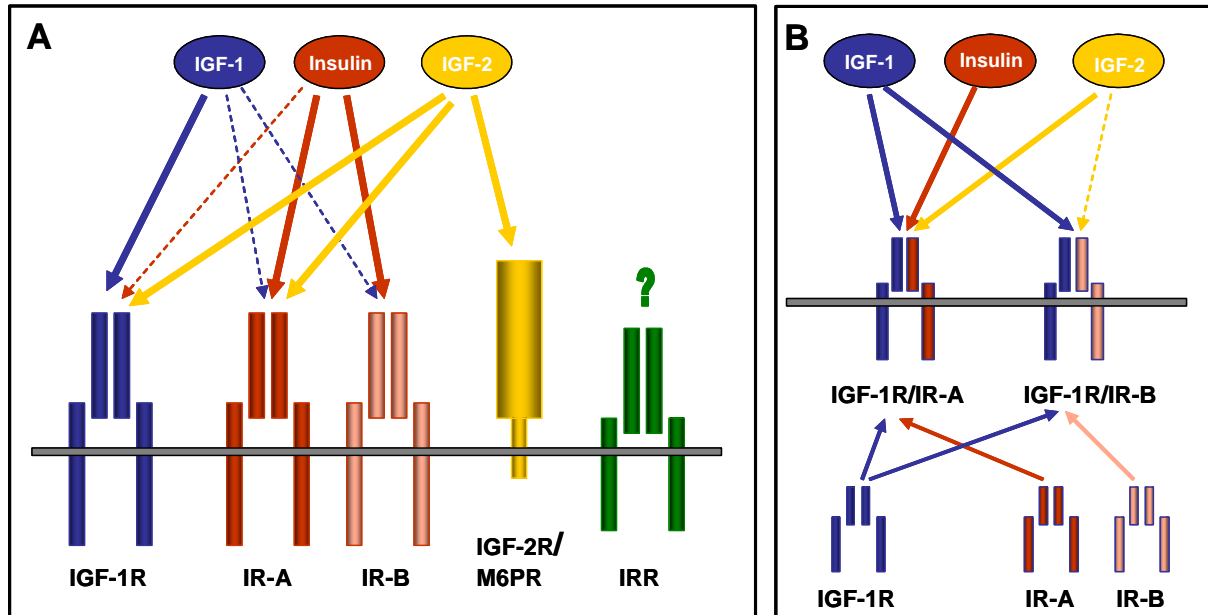 A
IGF-1
Insulin
IGF-2
?
IGF-1R
IR-A
IR-B
IGF-2R/
M6PR
IRR
B
IGF-1
Insulin
IGF-2
IGF-1R/IR-A
IGF-1R/IR-B
IGF-1R
IR-A
IR-B